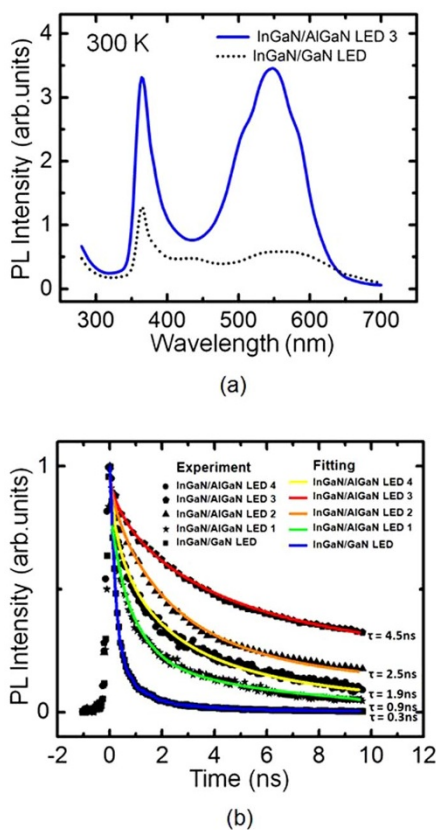 300 K
InGaN/AlGaN LED 3
InGaN/GaN LED
PL Intensity (arb.units)
4
3
2
1
0
300 400 500 600 700
Wavelength (nm)
(a)
PL Intensity (arb.units)
1
0
Experiment Fitting
InGaN/AlGaN LED 4 InGaN/AlGaN LED 4
InGaN/AlGaN LED 3 InGaN/AlGaN LED 3
InGaN/AlGaN LED 2 InGaN/AlGaN LED 2
InGaN/AlGaN LED 1 InGaN/AlGaN LED 1
InGaN/GaN LED InGaN/GaN LED
τ = 4.5ns
τ = 2.5ns
τ = 1.9ns
τ = 0.9ns
τ = 0.3ns
-2 0 2 4 6 8 10 12
Time (ns)
(b)